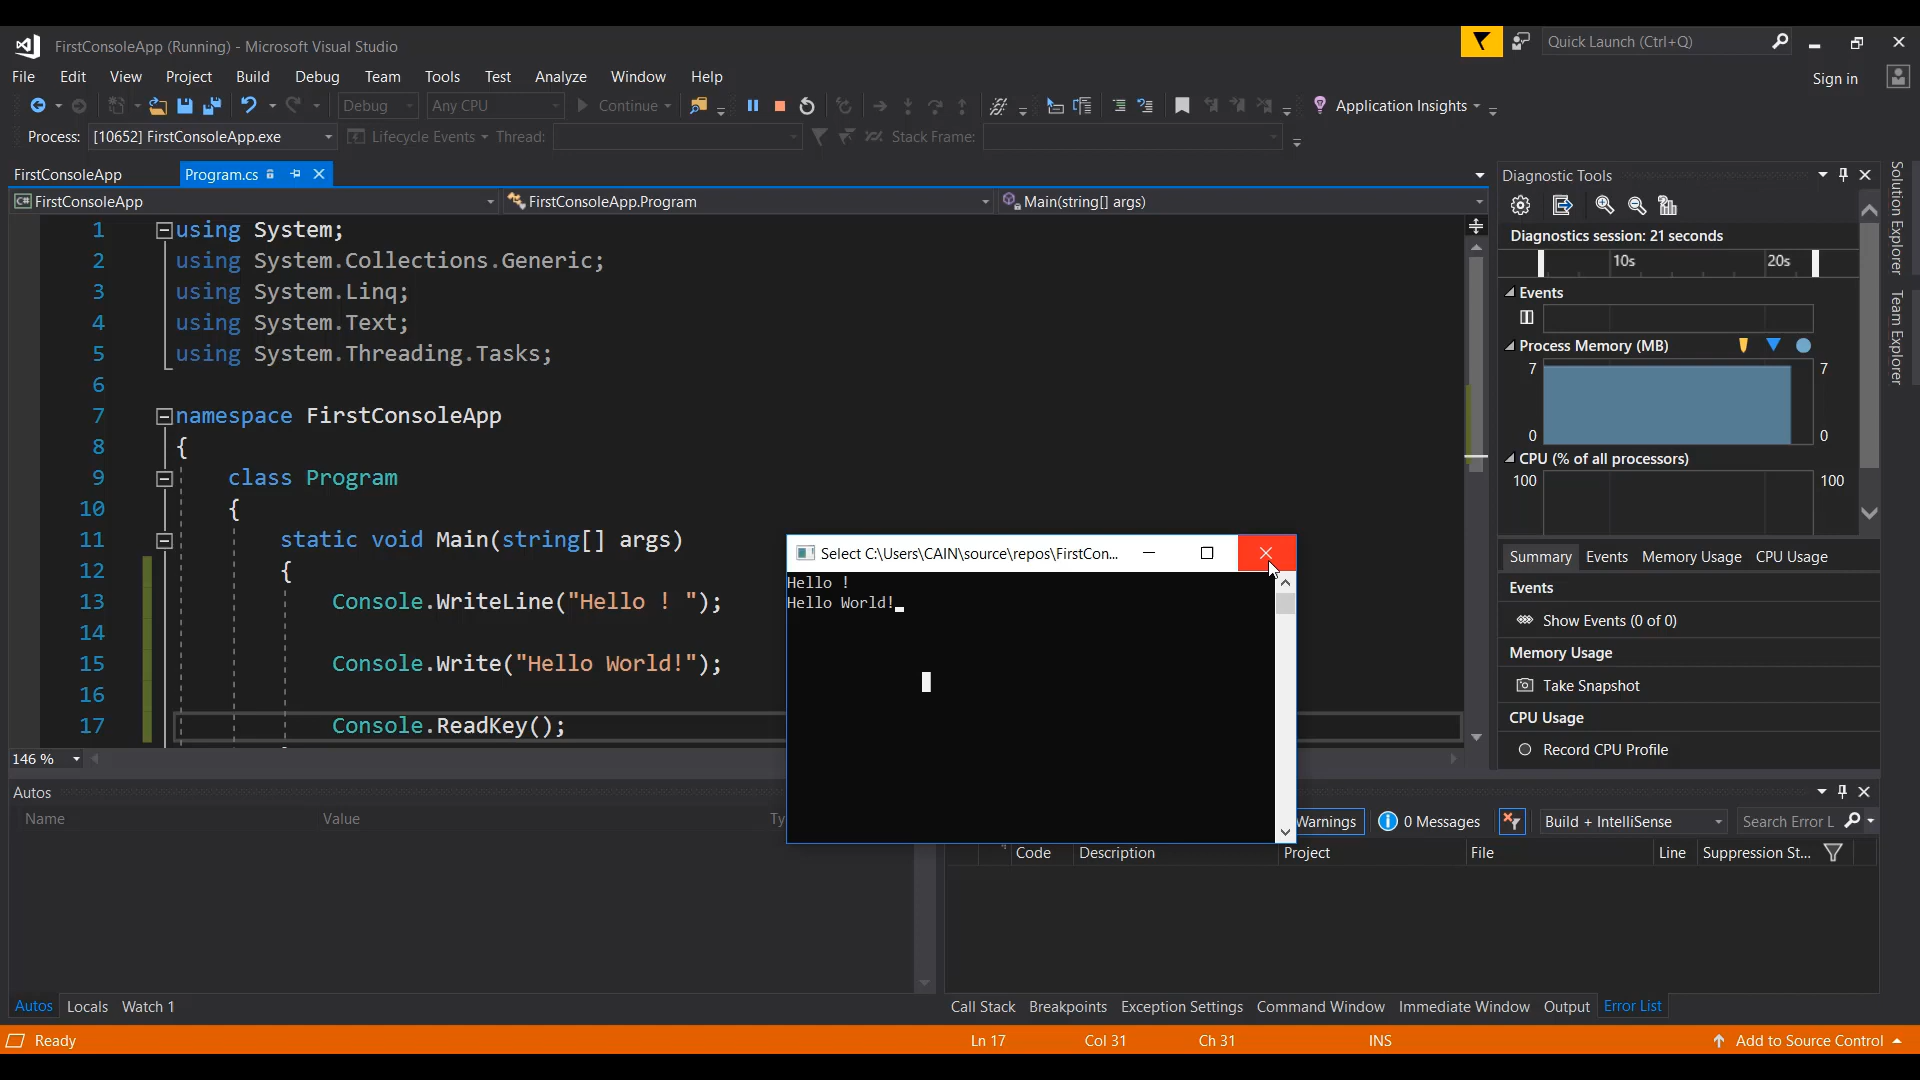 FirstConsoleApp (Running) - Microsoft Visual Studio
Quick Launch (Ctrl+Q)
File Edit View Project Build Debug Team Tools Test Analyze Window Help
Sign in
Debug Any CPU Continue Application Insights
Process: [10652] FirstConsoleApp.exe Lifecycle Events Thread: Stack Frame:
FirstConsoleApp Program.cs
FirstConsoleApp FirstConsoleApp.Program Main(string[] args)
1 using System;
2 using System.Collections.Generic;
3 using System.Linq;
4 using System.Text;
5 using System.Threading.Tasks;
6
7 namespace FirstConsoleApp
8 {
9 class Program
10 {
11 static void Main(string[] args)
12 {
13 Console.WriteLine("Hello ! ");
14
15 Console.Write("Hello World!");
16
17 Console.ReadKey();
146 %
Select C:\Users\CAIN\source\repos\FirstCon...
Hello !
Hello World!
Diagnostic Tools
Diagnostics session: 21 seconds
10s 20s
Events
Process Memory (MB)
7 7
0 0
CPU (% of all processors)
100 100
Summary Events Memory Usage CPU Usage
Events
Show Events (0 of 0)
Memory Usage
Take Snapshot
CPU Usage
Record CPU Profile
Solution Explorer
Team Explorer
Autos
Name Value Ty
Warnings 0 Messages Build + IntelliSense Search Error L
Code Description Project File Line Suppression St...
Autos Locals Watch 1
Call Stack Breakpoints Exception Settings Command Window Immediate Window Output Error List
Ready Ln 17 Col 31 Ch 31 INS Add to Source Control